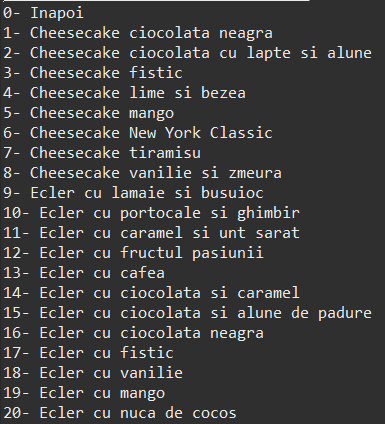 0- Inapoi
1- Cheesecake ciocolata neagra
2- Cheesecake ciocolata cu lapte si alune
3- Cheesecake fistic
4- Cheesecake lime si bezea
5- Cheesecake mango
6- Cheesecake New York Classic
7- Cheesecake tiramisu
8- Cheesecake vanilie si zmeura
9- Ecler cu lamaie si busuioc
10- Ecler cu portocale si ghimbir
11- Ecler cu caramel si unt sarat
12- Ecler cu fructul pasiunii
13- Ecler cu cafea
14- Ecler cu ciocolata si caramel
15- Ecler cu ciocolata si alune de padure
16- Ecler cu ciocolata neagra
17- Ecler cu fistic
18- Ecler cu vanilie
19- Ecler cu mango
20- Ecler cu nuca de cocos